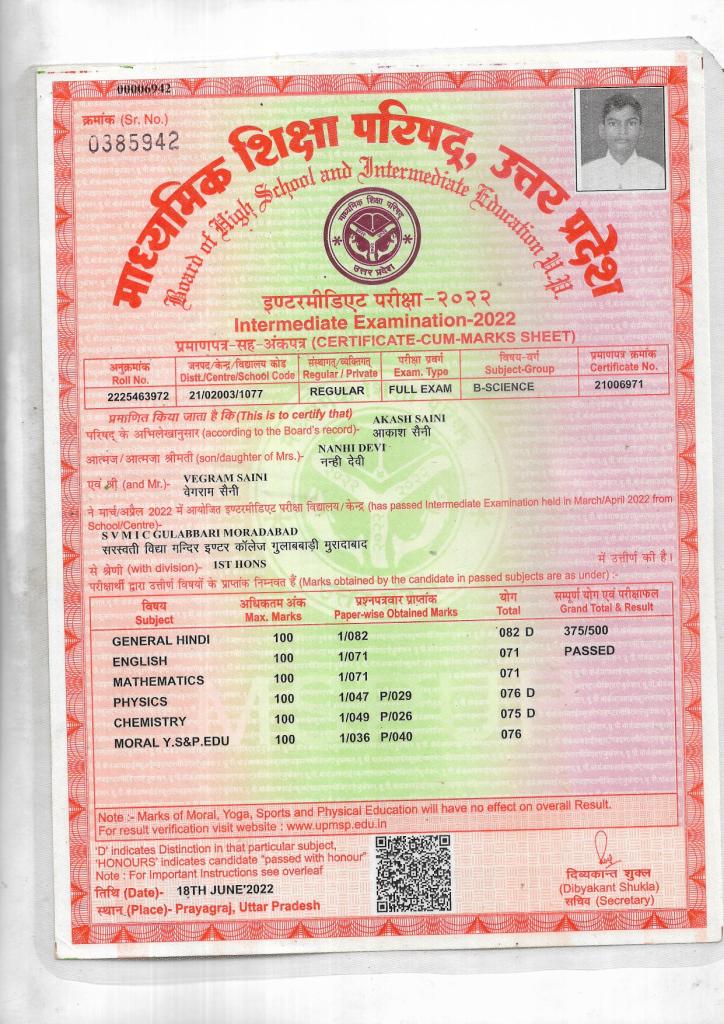 00006942
क्रमांक (Sr. No.)
0385942
माध्यमिक शिक्षा परिषद्, उत्तर प्रदेश
Board of High School and Intermediate Education U.P.
माध्यमिक शिक्षा परिषद्
उत्तर प्रदेश
इण्टरमीडिएट परीक्षा-२०२२
Intermediate Examination-2022
प्रमाणपत्र-सह-अंकपत्र (CERTIFICATE-CUM-MARKS SHEET)
अनुक्रमांक जनपद/केन्द्र/विद्यालय कोड संस्थागत/व्यक्तिगत परीक्षा प्रवर्ग विषय-वर्ग प्रमाणपत्र क्रमांक
Roll No. Distt./Centre/School Code Regular / Private Exam. Type Subject-Group Certificate No.
2225463972 21/02003/1077 REGULAR FULL EXAM B-SCIENCE 21006971
प्रमाणित किया जाता है कि (This is to certify that) AKASH SAINI
परिषद् के अभिलेखानुसार (according to the Board's record)- आकाश सैनी
NANHI DEVI
आत्मज/आत्मजा श्रीमती (son/daughter of Mrs.)- नन्ही देवी
VEGRAM SAINI
एवं श्री (and Mr.)- वेगराम सैनी
ने मार्च/अप्रैल 2022 में आयोजित इण्टरमीडिएट परीक्षा विद्यालय/केन्द्र (has passed Intermediate Examination held in March/April 2022 from
School/Centre)-
S V M I C GULABBARI MORADABAD
सरस्वती विद्या गन्दिर इण्टर कॉलेज गुलाबबाड़ी मुरादाबाद
से श्रेणी (with division)- 1ST HONS में उत्तीर्ण की है।
परीक्षार्थी द्वारा उत्तीर्ण विषयों के प्राप्तांक निम्नवत् हैं (Marks obtained by the candidate in passed subjects are as under) :-
विषय अधिकतम अंक प्रश्नपत्रवार प्राप्तांक योग सम्पूर्ण योग एवं परीक्षाफल
Subject Max. Marks Paper-wise Obtained Marks Total Grand Total & Result
GENERAL HINDI 100 1/082 082 D 375/500
ENGLISH 100 1/071 071 PASSED
MATHEMATICS 100 1/071 071
PHYSICS 100 1/047 P/029 076 D
CHEMISTRY 100 1/049 P/026 075 D
MORAL Y.S&P.EDU 100 1/036 P/040 076
Note :- Marks of Moral, Yoga, Sports and Physical Education will have no effect on overall Result.
For result verification visit website : www.upmsp.edu.in
'D' indicates Distinction in that particular subject,
'HONOURS' indicates candidate "passed with honour"
Note : For Important Instructions see overleaf
तिथि (Date)- 18TH JUNE'2022
स्थान (Place)- Prayagraj, Uttar Pradesh
दिव्यकान्त शुक्ल
(Dibyakant Shukla)
सचिव (Secretary)